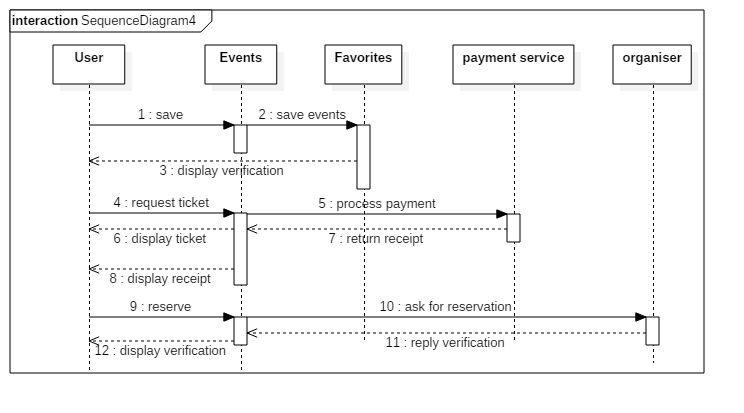 interaction SequenceDiagram4
User
Events
Favorites
payment service
organiser
1 : save
2 : save events
3 : display verification
4 : request ticket
5 : process payment
6 : display ticket
7 : return receipt
8 : display receipt
9 : reserve
10 : ask for reservation
11 : reply verification
12 : display verification